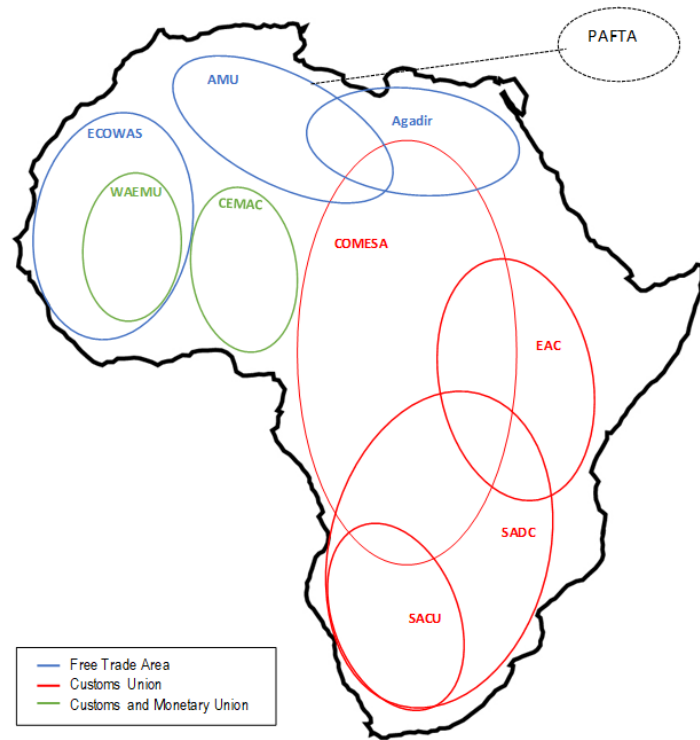 PAFTA
AMU
Agadir
ECOWAS
WAEMU
CEMAC
COMESA
EAC
SADC
SACU
Free Trade Area
Customs Union
Customs and Monetary Union